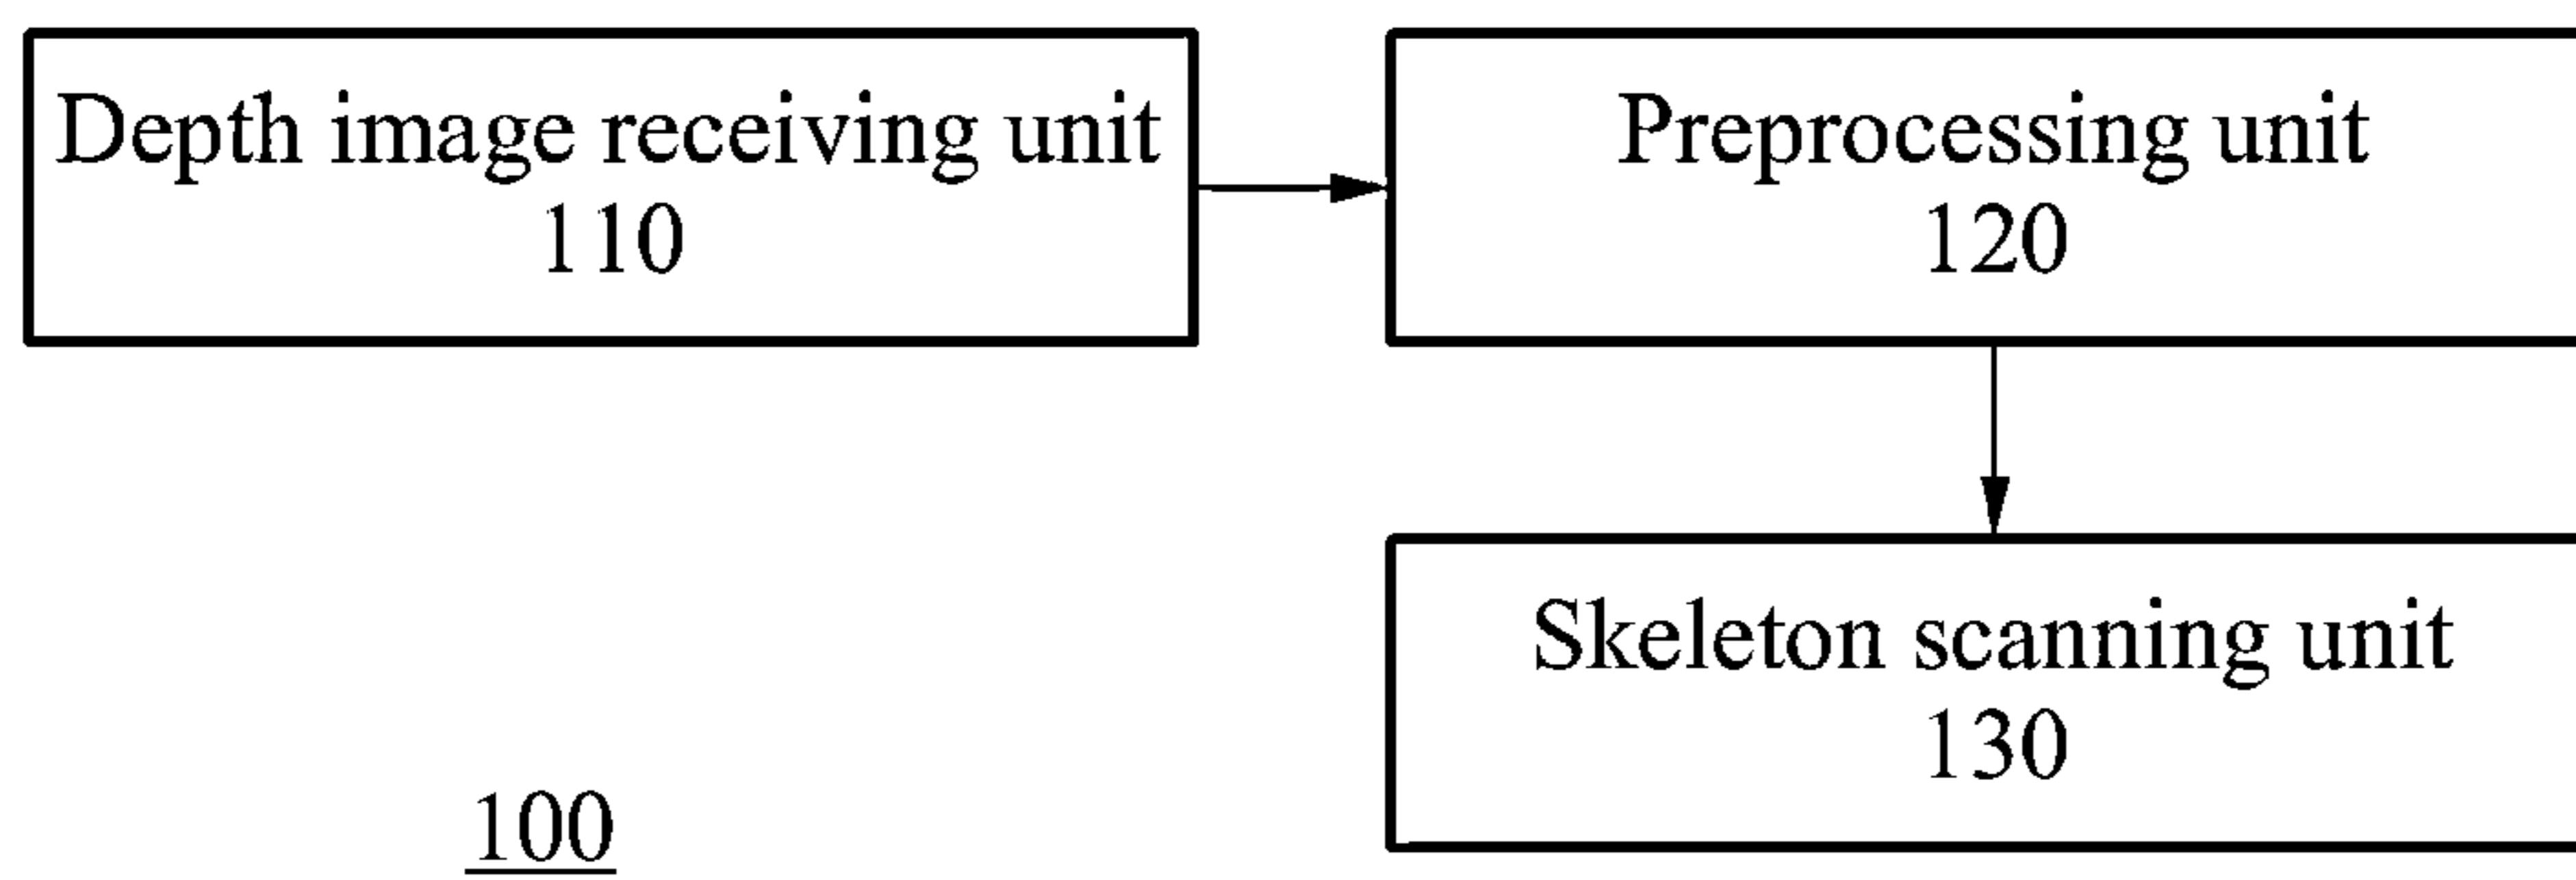 Depth image receiving unit
110
Preprocessing unit
120
Skeleton scanning unit
130
100